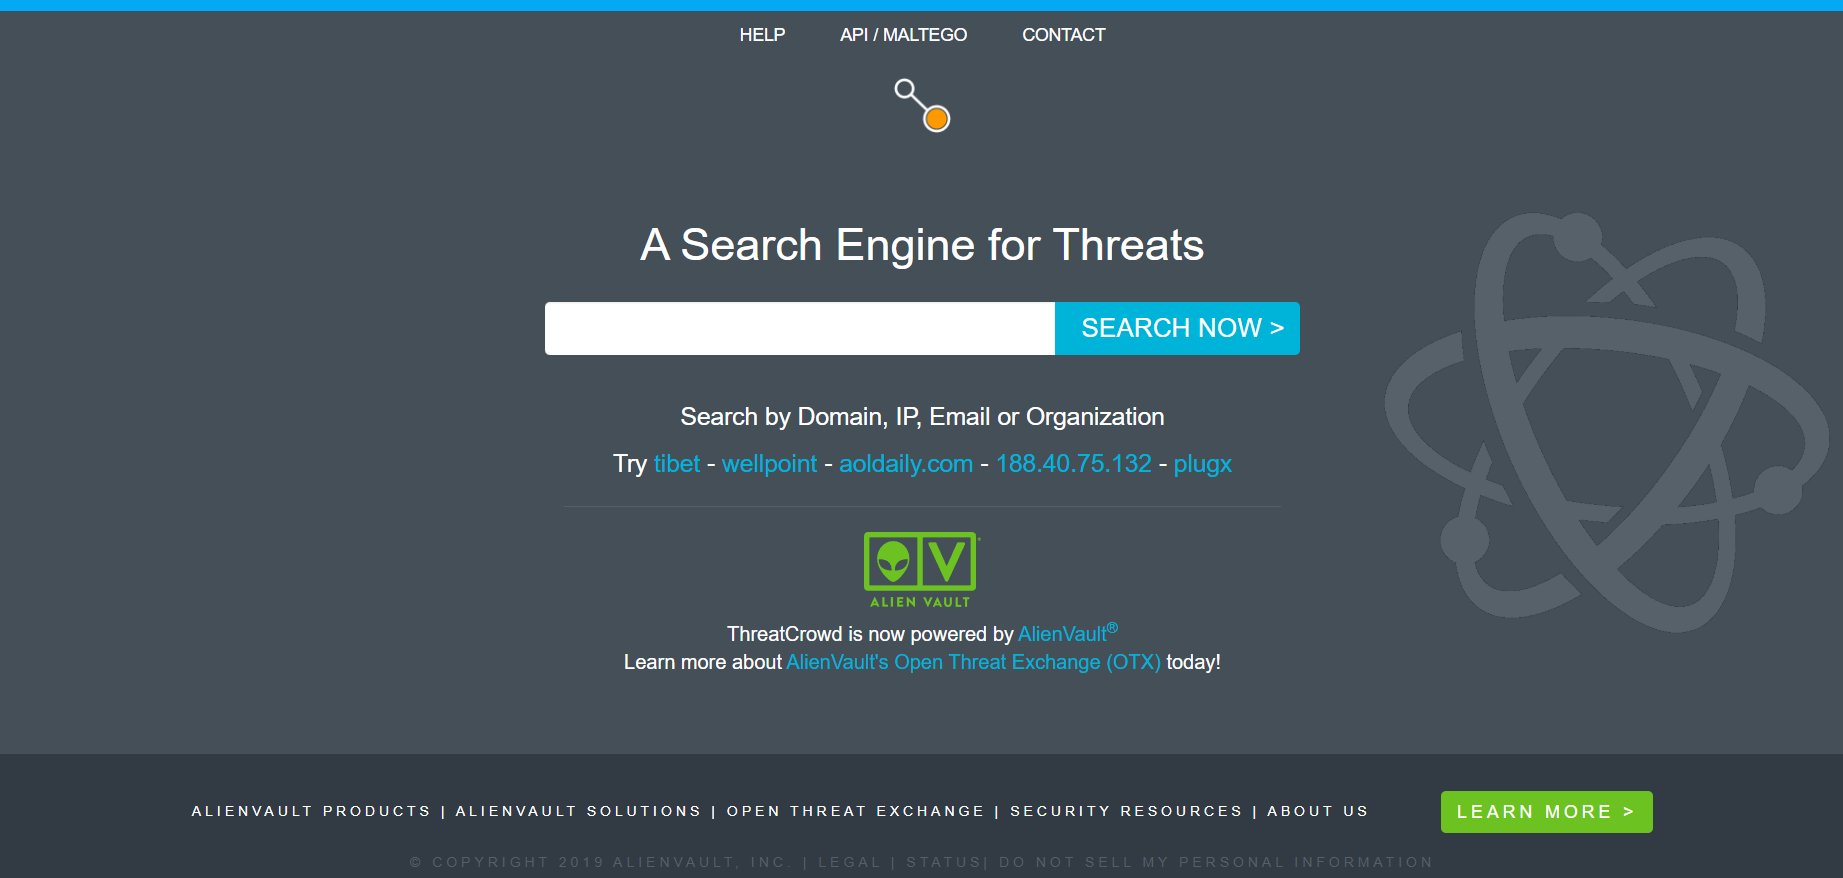 HELP API / MALTEGO CONTACT
A Search Engine for Threats
SEARCH NOW >
Search by Domain, IP, Email or Organization
Try tibet - wellpoint - aoldaily.com - 188.40.75.132 - plugx
V
ALIEN VAULT
ThreatCrowd is now powered by AlienVault®
Learn more about AlienVault's Open Threat Exchange (OTX) today!
ALIENVAULT PRODUCTS | ALIENVAULT SOLUTIONS | OPEN THREAT EXCHANGE | SECURITY RESOURCES | ABOUT US
LEARN MORE >
© COPYRIGHT 2019 ALIENVAULT, INC. | LEGAL | STATUS| DO NOT SELL MY PERSONAL INFORMATION